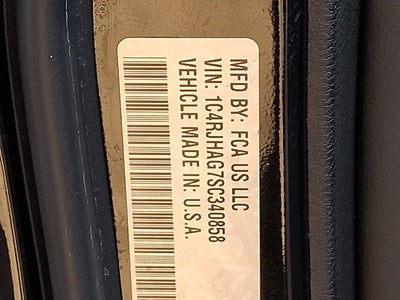 MFD BY: FCA US LLC
VIN: 1C4RJHAG7SC340858
VEHICLE MADE IN: U.S.A.